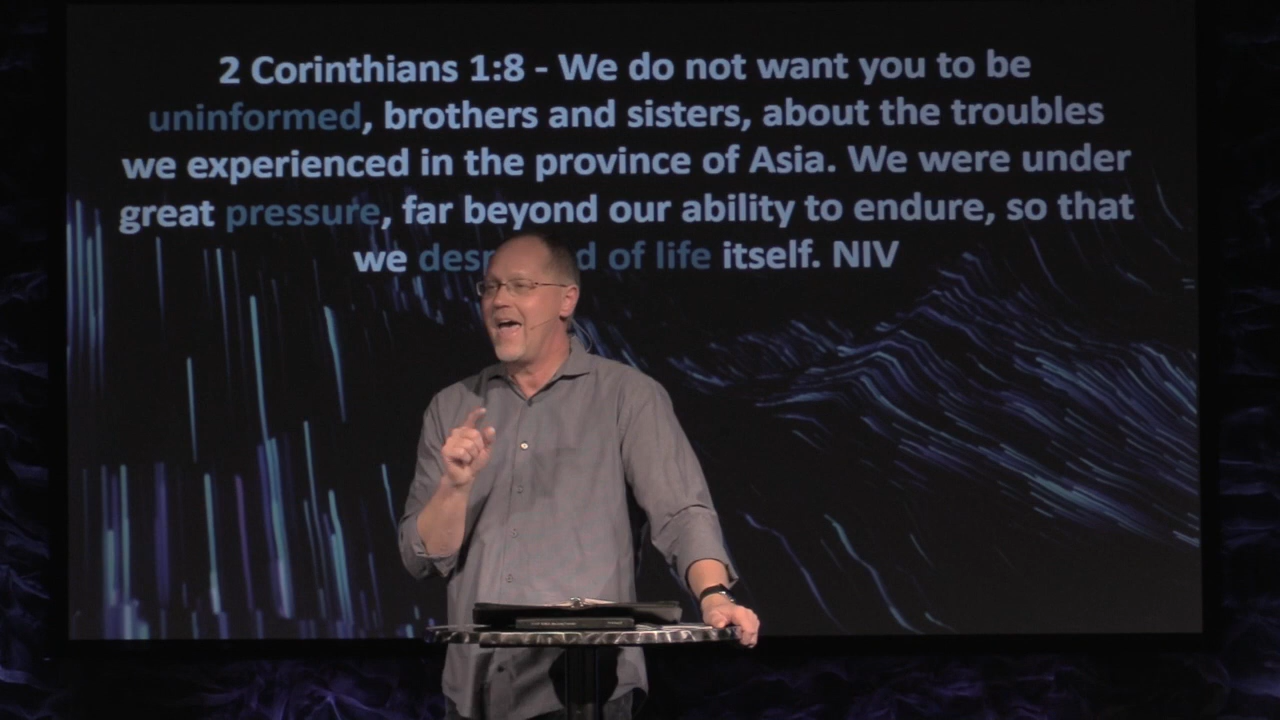 2 Corinthians 1:8 - We do not want you to be
uninformed, brothers and sisters, about the troubles
we experienced in the province of Asia. We were under
great pressure, far beyond our ability to endure, so that
we desp d of life itself. NIV